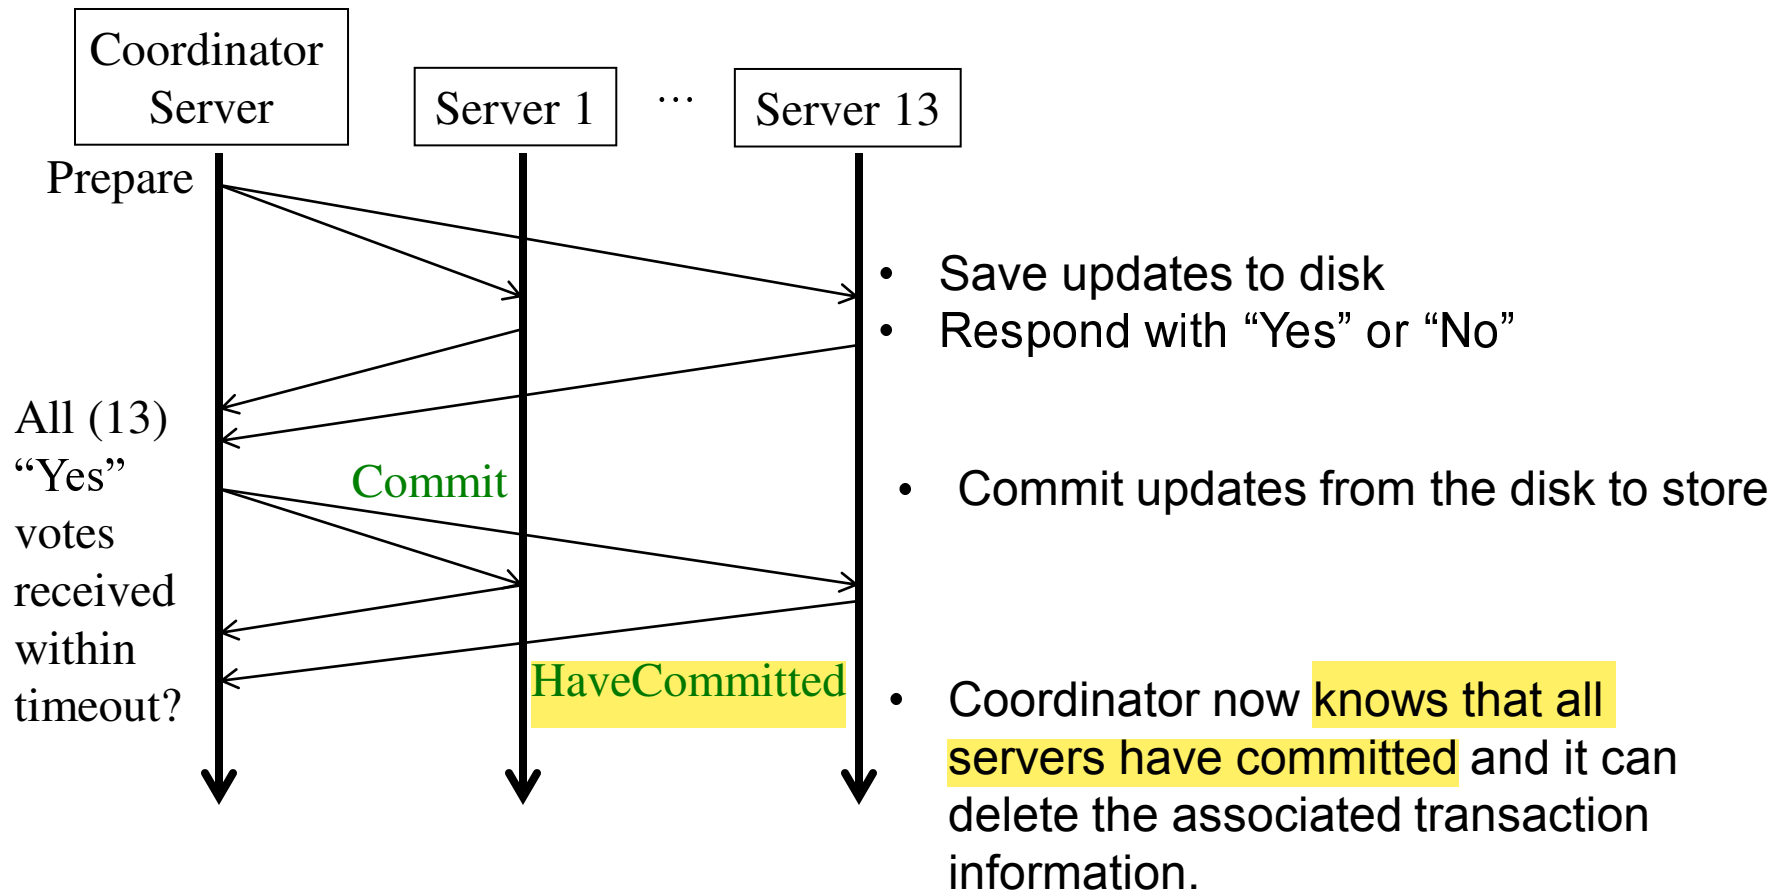 Coordinator
Server
Server 1
…
Server 13
Prepare
• Save updates to disk
• Respond with “Yes” or “No”
All (13)
“Yes”
votes
received
within
timeout?
Commit
• Commit updates from the disk to store
HaveCommitted
• Coordinator now knows that all
servers have committed and it can
delete the associated transaction
information.